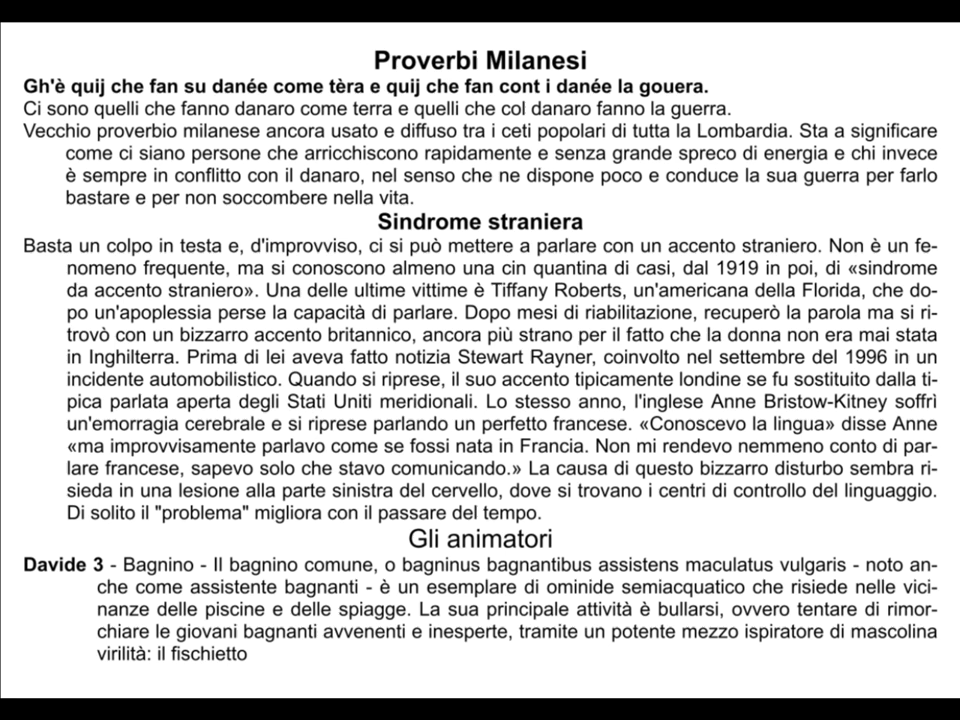 Proverbi Milanesi
Gh'è quij che fan su danée come tèra e quij che fan cont i danée la gouera.
Ci sono quelli che fanno danaro come terra e quelli che col danaro fanno la guerra.
Vecchio proverbio milanese ancora usato e diffuso tra i ceti popolari di tutta la Lombardia. Sta a significare
come ci siano persone che arricchiscono rapidamente e senza grande spreco di energia e chi invece
è sempre in conflitto con il danaro, nel senso che ne dispone poco e conduce la sua guerra per farlo
bastare e per non soccombere nella vita.
Sindrome straniera
Basta un colpo in testa e, d'improvviso, ci si può mettere a parlare con un accento straniero. Non è un fe-
nomeno frequente, ma si conoscono almeno una cin quantina di casi, dal 1919 in poi, di «sindrome
da accento straniero». Una delle ultime vittime è Tiffany Roberts, un'americana della Florida, che do-
po un'apoplessia perse la capacità di parlare. Dopo mesi di riabilitazione, recuperò la parola ma si ri-
trovò con un bizzarro accento britannico, ancora più strano per il fatto che la donna non era mai stata
in Inghilterra. Prima di lei aveva fatto notizia Stewart Rayner, coinvolto nel settembre del 1996 in un
incidente automobilistico. Quando si riprese, il suo accento tipicamente londine se fu sostituito dalla ti-
pica parlata aperta degli Stati Uniti meridionali. Lo stesso anno, l'inglese Anne Bristow-Kitney soffrì
un'emorragia cerebrale e si riprese parlando un perfetto francese. «Conoscevo la lingua» disse Anne
«ma improvvisamente parlavo come se fossi nata in Francia. Non mi rendevo nemmeno conto di par-
lare francese, sapevo solo che stavo comunicando.» La causa di questo bizzarro disturbo sembra ri-
sieda in una lesione alla parte sinistra del cervello, dove si trovano i centri di controllo del linguaggio.
Di solito il "problema" migliora con il passare del tempo.
Gli animatori
Davide 3 - Bagnino - Il bagnino comune, o bagninus bagnantibus assistens maculatus vulgaris - noto an-
che come assistente bagnanti - è un esemplare di ominide semiacquatico che risiede nelle vici-
nanze delle piscine e delle spiagge. La sua principale attività è bullarsi, ovvero tentare di rimor-
chiare le giovani bagnanti avvenenti e inesperte, tramite un potente mezzo ispiratore di mascolina
virilità: il fischietto